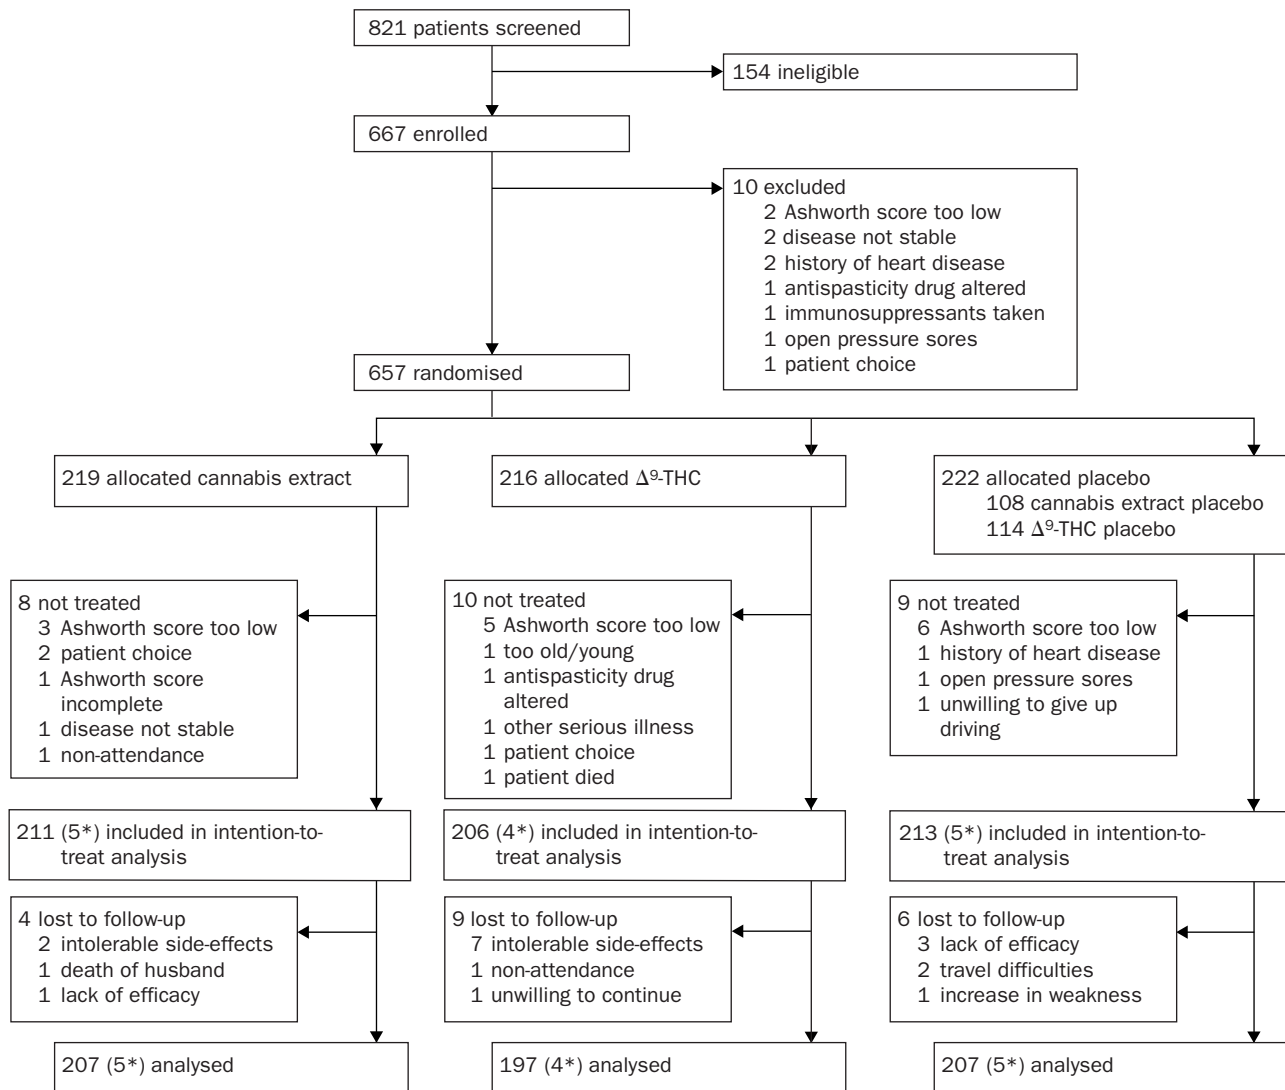 821 patients screened
154 ineligible
667 enrolled
10 excluded
2 Ashworth score too low
2 disease not stable
2 history of heart disease
1 antispasticity drug altered
1 immunosuppressants taken
1 open pressure sores
1 patient choice
657 randomised
219 allocated cannabis extract
216 allocated Δ⁹-THC
222 allocated placebo
108 cannabis extract placebo
114 Δ⁹-THC placebo
8 not treated
3 Ashworth score too low
2 patient choice
1 Ashworth score
incomplete
1 disease not stable
1 non-attendance
10 not treated
5 Ashworth score too low
1 too old/young
1 antispasticity drug
altered
1 other serious illness
1 patient choice
1 patient died
9 not treated
6 Ashworth score too low
1 history of heart disease
1 open pressure sores
1 unwilling to give up
driving
211 (5*) included in intention-to-
treat analysis
206 (4*) included in intention-to-
treat analysis
213 (5*) included in intention-to-
treat analysis
4 lost to follow-up
2 intolerable side-effects
1 death of husband
1 lack of efficacy
9 lost to follow-up
7 intolerable side-effects
1 non-attendance
1 unwilling to continue
6 lost to follow-up
3 lack of efficacy
2 travel difficulties
1 increase in weakness
207 (5*) analysed
197 (4*) analysed
207 (5*) analysed